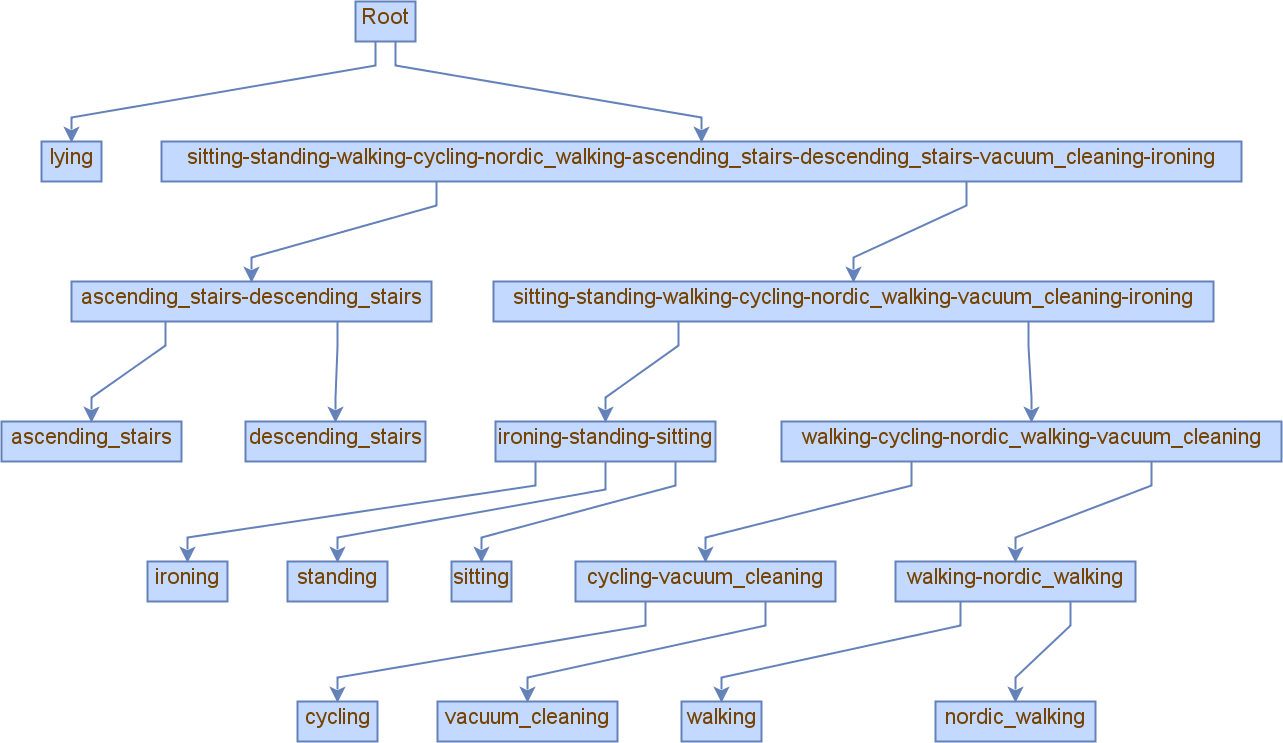 Root
lying
sitting-standing-walking-cycling-nordic_walking-ascending_stairs-descending_stairs-vacuum_cleaning-ironing
ascending_stairs-descending_stairs
sitting-standing-walking-cycling-nordic_walking-vacuum_cleaning-ironing
ascending_stairs
descending_stairs
ironing-standing-sitting
walking-cycling-nordic_walking-vacuum_cleaning
ironing
standing
sitting
cycling-vacuum_cleaning
walking-nordic_walking
cycling
vacuum_cleaning
walking
nordic_walking